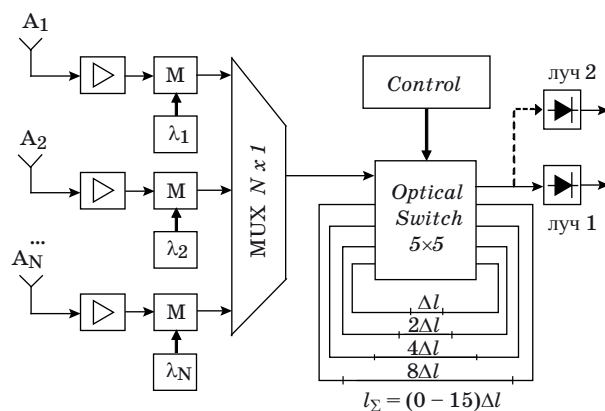 A1
M
λ1
A2
M
λ2
...
AN
M
λN
MUX N x 1
Control
Optical
Switch
5×5
луч 2
луч 1
Δl
2Δl
4Δl
8Δl
lΣ = (0 – 15)Δl